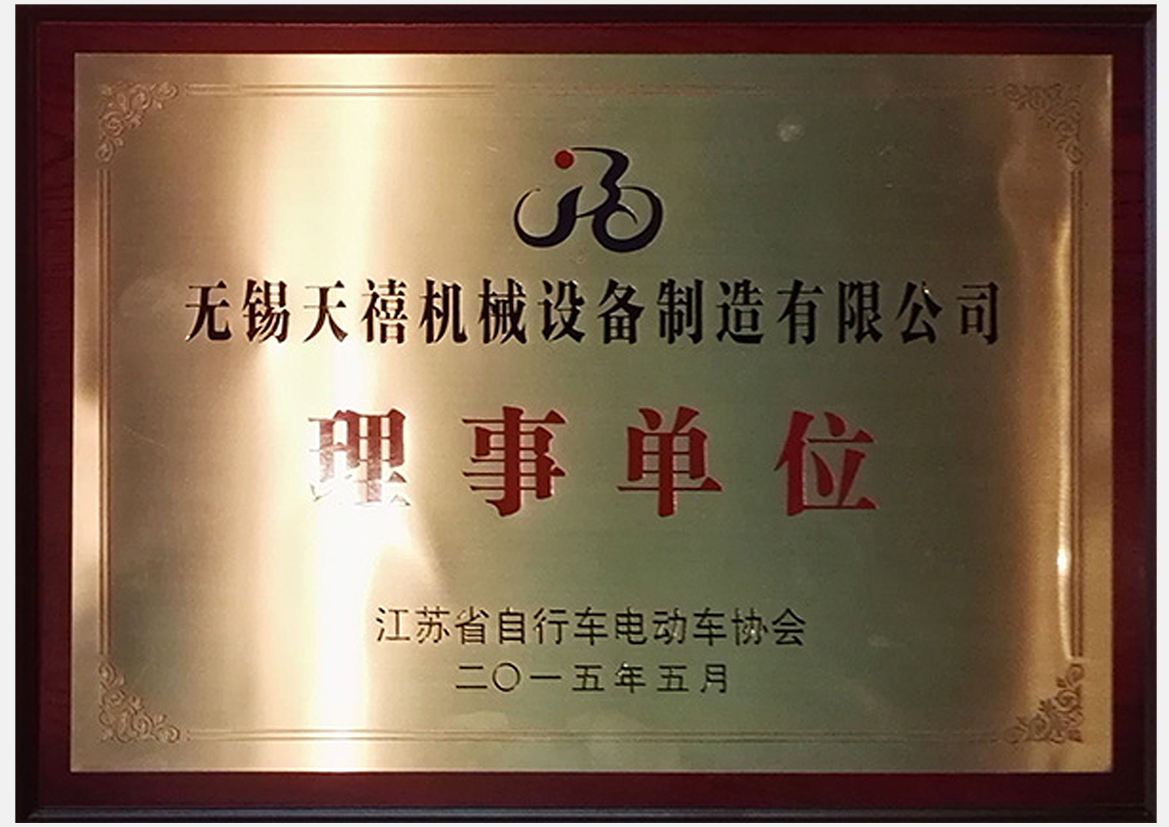 无锡天禧机械设备制造有限公司
理事单位
江苏省自行车电动车协会
二〇一五年五月